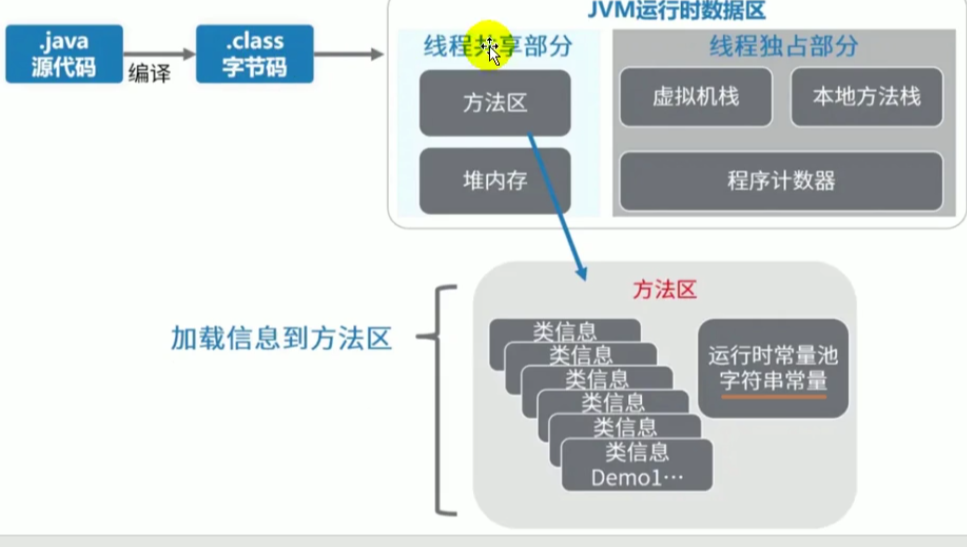 JVM运行时数据区
.java
源代码
编译
.class
字节码
线程共享部分
方法区
堆内存
线程独占部分
虚拟机栈
本地方法栈
程序计数器
加载信息到方法区
方法区
类信息
类信息
类信息
类信息
类信息
类信息
Demo1…
运行时常量池
字符串常量